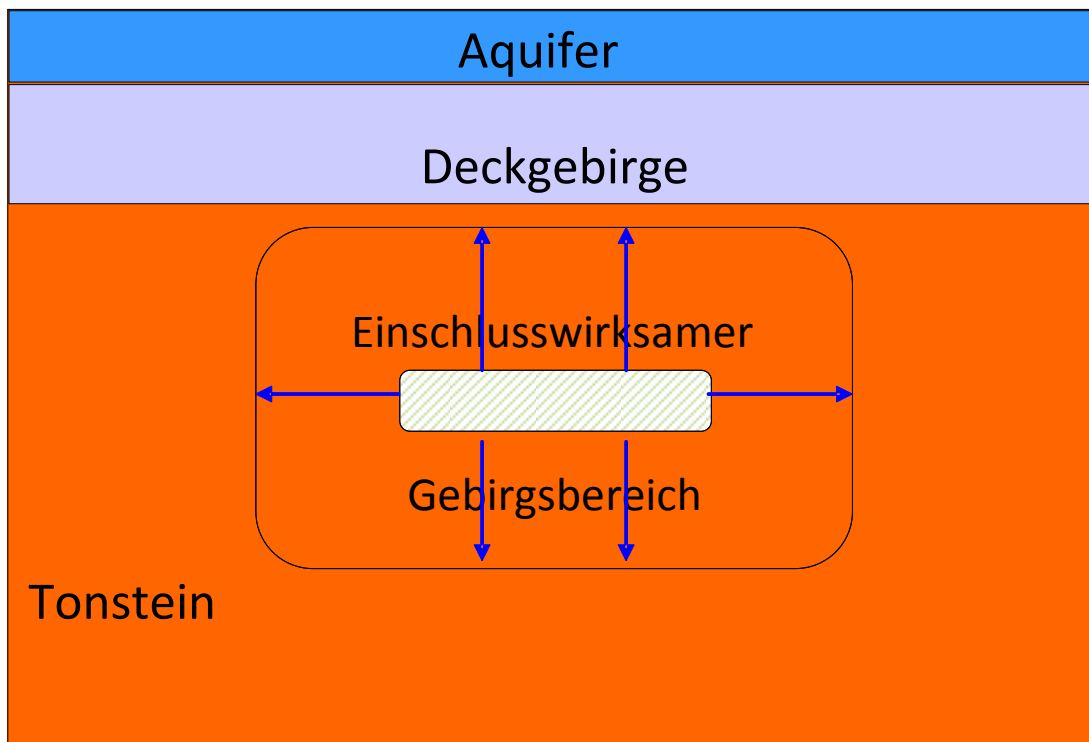 Aquifer
Deckgebirge
Einschlusswirksamer
Gebirgsbereich
Tonstein